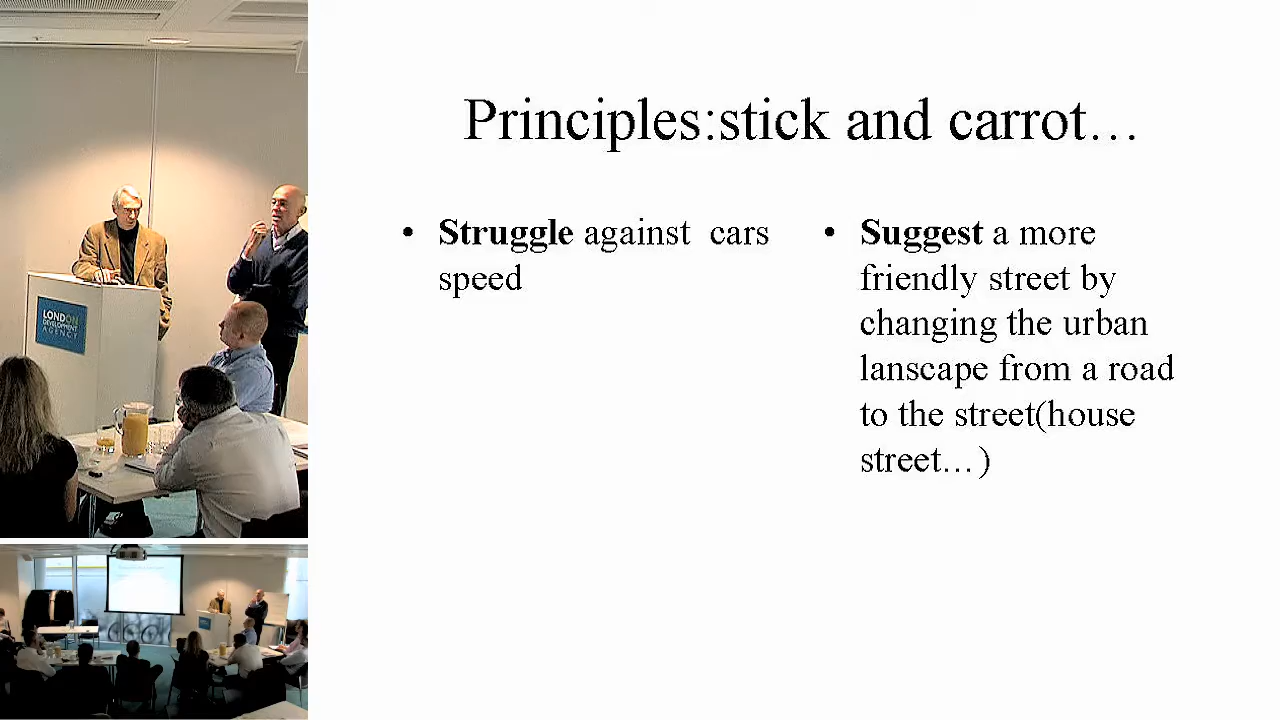 Principles:stick and carrot…
• Struggle against cars
speed
• Suggest a more
friendly street by
changing the urban
lanscape from a road
to the street(house
street…)
LONDON
DEVELOPMENT
AGENCY